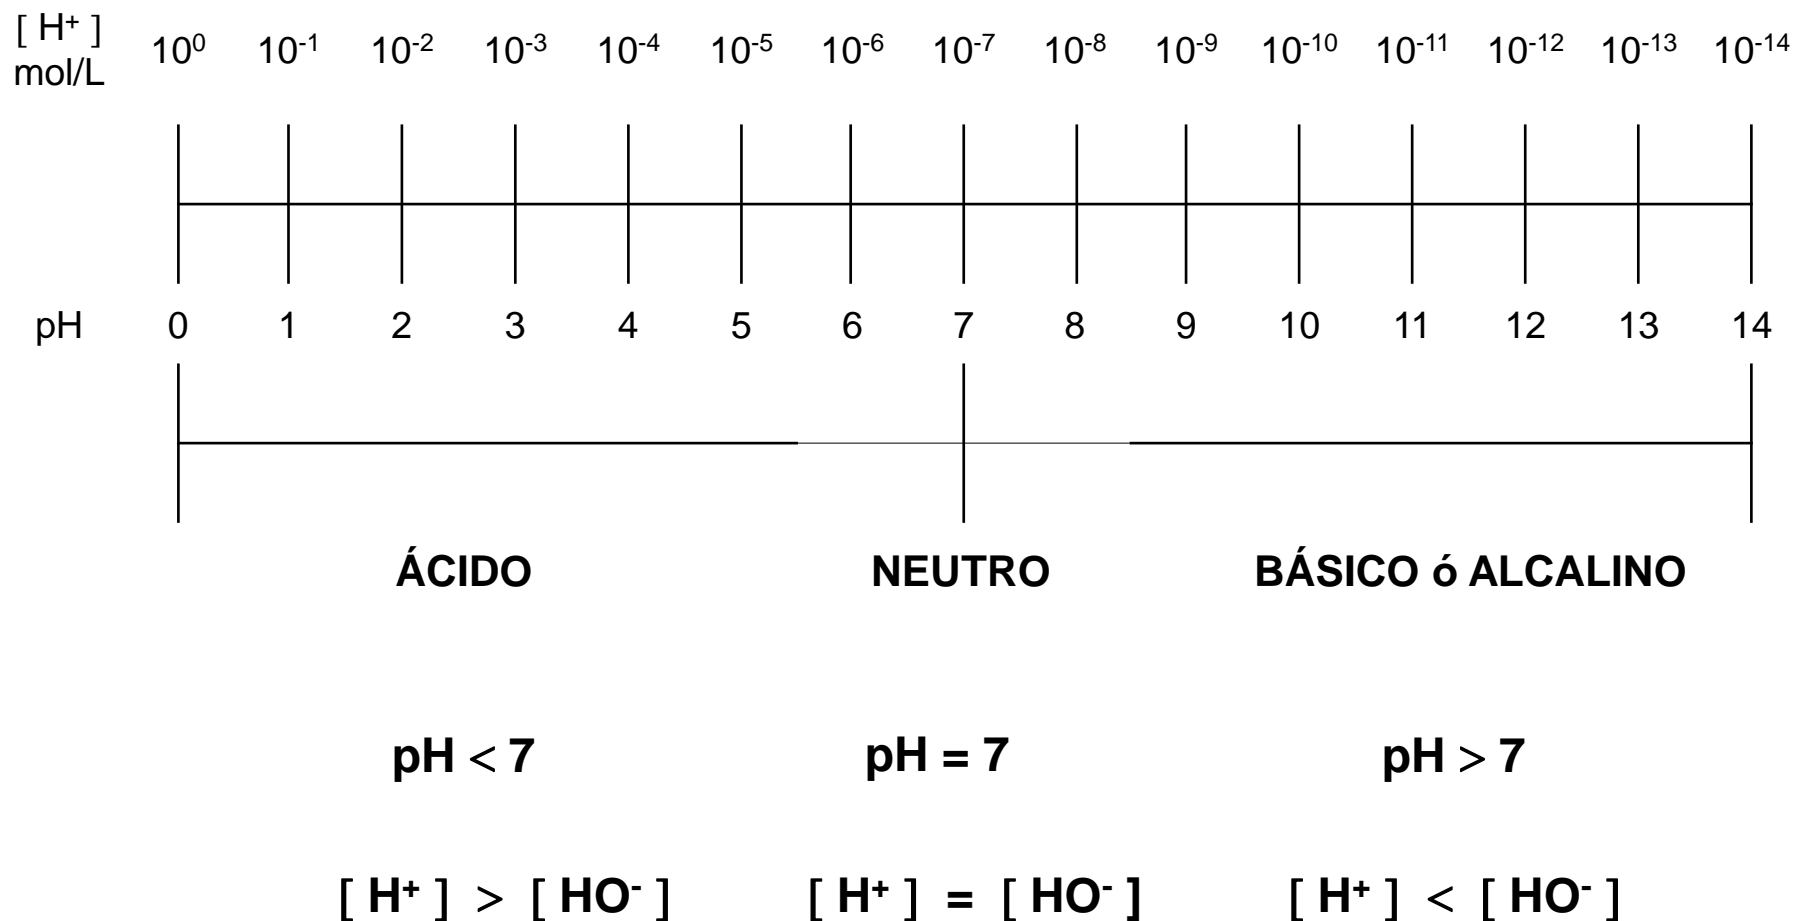 [ H⁺ ] mol/L 10⁰ 10⁻¹ 10⁻² 10⁻³ 10⁻⁴ 10⁻⁵ 10⁻⁶ 10⁻⁷ 10⁻⁸ 10⁻⁹ 10⁻¹⁰ 10⁻¹¹ 10⁻¹² 10⁻¹³ 10⁻¹⁴
pH 0 1 2 3 4 5 6 7 8 9 10 11 12 13 14
ÁCIDO NEUTRO BÁSICO ó ALCALINO
pH < 7 pH = 7 pH > 7
[ H⁺ ] > [ HO⁻ ] [ H⁺ ] = [ HO⁻ ] [ H⁺ ] < [ HO⁻ ]